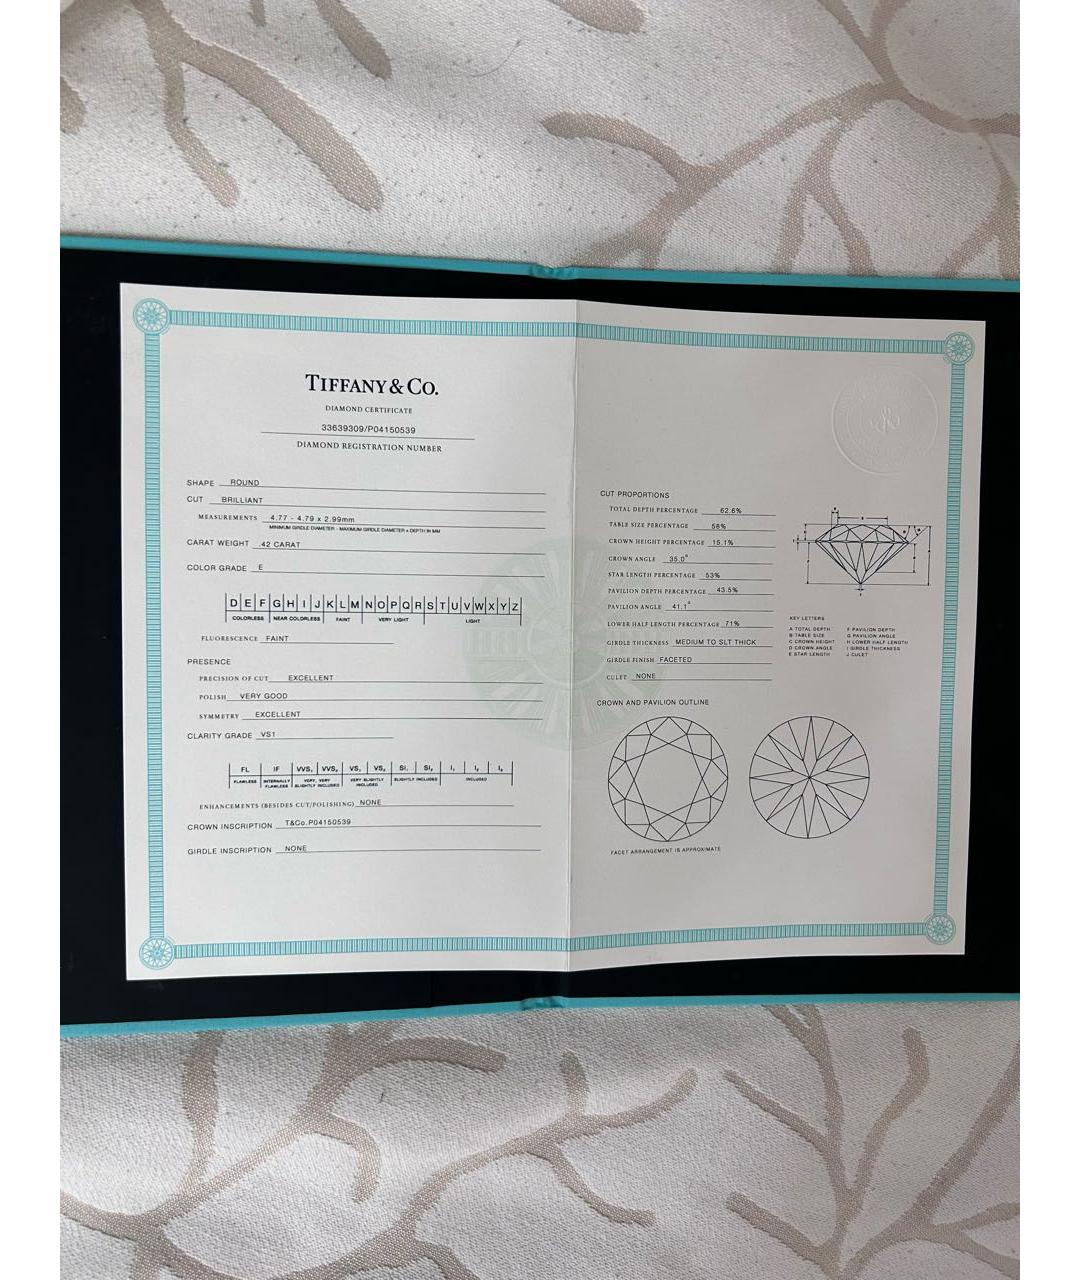 TIFFANY & CO.
DIAMOND CERTIFICATE
33639309/P04150539
DIAMOND REGISTRATION NUMBER
SHAPE ROUND
CUT BRILLIANT
MEASUREMENTS 4.77 - 4.79 x 2.99mm
MINIMUM GIRDLE DIAMETER - MAXIMUM GIRDLE DIAMETER x DEPTH IN MM
CARAT WEIGHT .42 CARAT
COLOR GRADE E
D E F G H I J K L M N O P Q R S T U V W X Y Z
COLORLESS NEAR COLORLESS FAINT VERY LIGHT LIGHT
FLUORESCENCE FAINT
PRESENCE
PRECISION OF CUT EXCELLENT
POLISH VERY GOOD
SYMMETRY EXCELLENT
CLARITY GRADE VS1
FL IF VVS₁ VVS₂ VS₁ VS₂ SI₁ SI₂ I₁ I₂ I₃
FLAWLESS INTERNALLY FLAWLESS VERY, VERY SLIGHTLY INCLUDED VERY SLIGHTLY INCLUDED SLIGHTLY INCLUDED INCLUDED
ENHANCEMENTS (BESIDES CUT/POLISHING) NONE
CROWN INSCRIPTION T&Co.P04150539
GIRDLE INSCRIPTION NONE
CUT PROPORTIONS
TOTAL DEPTH PERCENTAGE 62.6%
TABLE SIZE PERCENTAGE 58%
CROWN HEIGHT PERCENTAGE 15.1%
CROWN ANGLE 35.0°
STAR LENGTH PERCENTAGE 53%
PAVILION DEPTH PERCENTAGE 43.5%
PAVILION ANGLE 41.1°
LOWER HALF LENGTH PERCENTAGE 71%
GIRDLE THICKNESS MEDIUM TO SLT THICK
GIRDLE FINISH FACETED
CULET NONE
KEY LETTERS
A TOTAL DEPTH F PAVILION DEPTH
B TABLE SIZE G PAVILION ANGLE
C CROWN HEIGHT H LOWER HALF LENGTH
D CROWN ANGLE I GIRDLE THICKNESS
E STAR LENGTH J CULET
CROWN AND PAVILION OUTLINE
FACET ARRANGEMENT IS APPROXIMATE